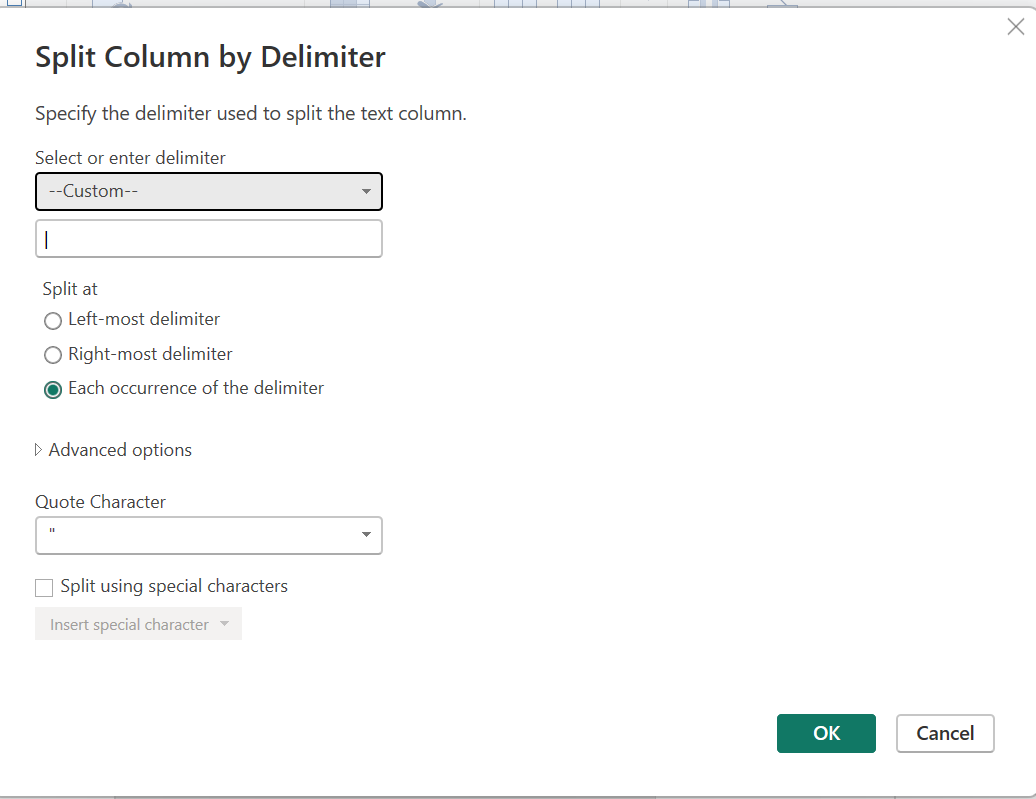 Split Column by Delimiter
Specify the delimiter used to split the text column.
Select or enter delimiter
--Custom--
|
Split at
Left-most delimiter
Right-most delimiter
Each occurrence of the delimiter
Advanced options
Quote Character
"
Split using special characters
Insert special character
OK
Cancel